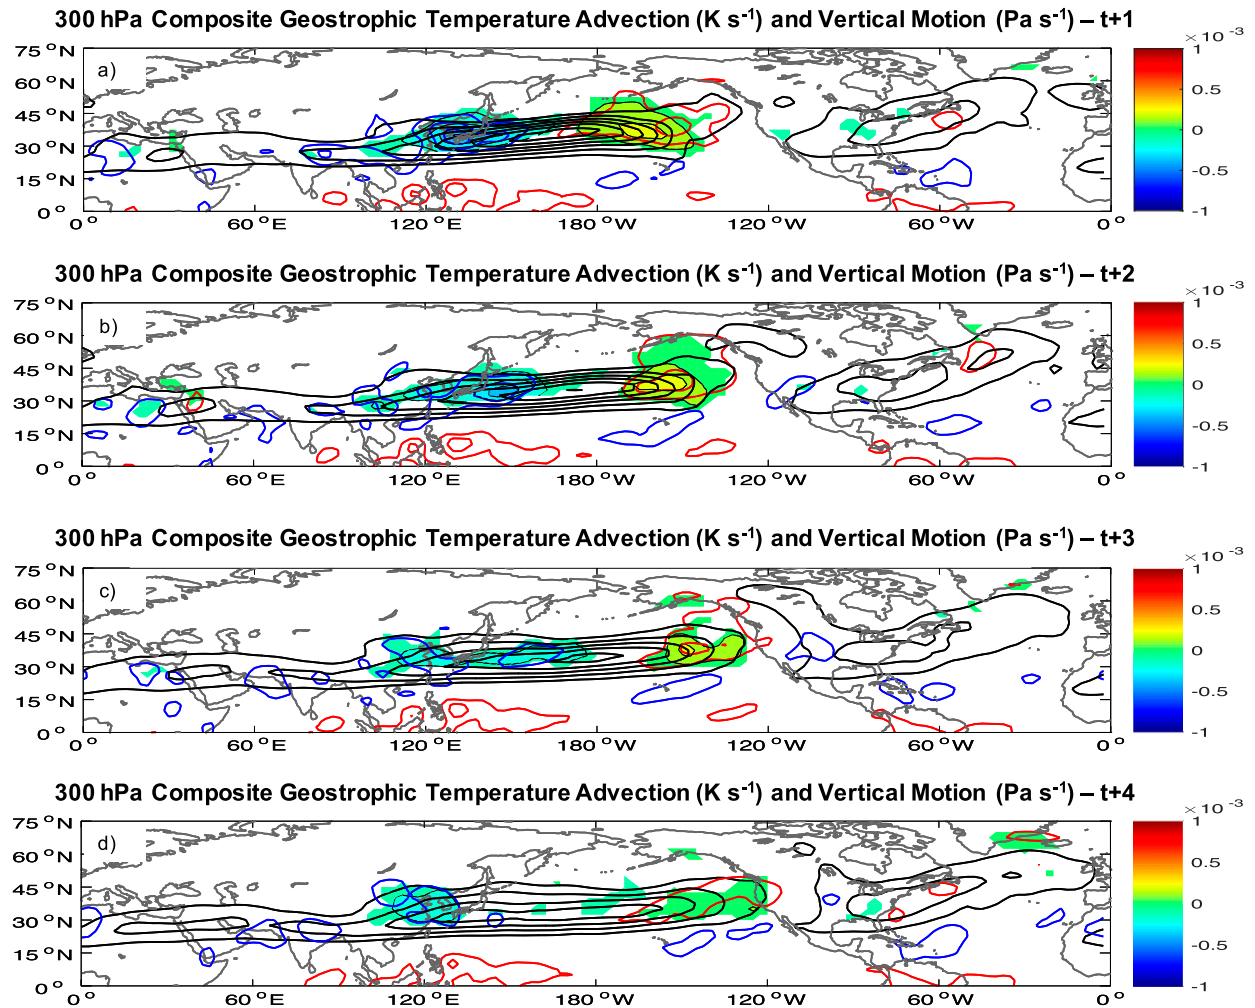 300 hPa Composite Geostrophic Temperature Advection (K s⁻¹) and Vertical Motion (Pa s⁻¹) – t+1
75°N
60°N
45°N
30°N
15°N
0°
a)
0° 60°E 120°E 180°W 120°W 60°W 0°
×10⁻³
1
0.5
0
-0.5
-1
300 hPa Composite Geostrophic Temperature Advection (K s⁻¹) and Vertical Motion (Pa s⁻¹) – t+2
75°N
60°N
45°N
30°N
15°N
0°
b)
0° 60°E 120°E 180°W 120°W 60°W 0°
×10⁻³
1
0.5
0
-0.5
-1
300 hPa Composite Geostrophic Temperature Advection (K s⁻¹) and Vertical Motion (Pa s⁻¹) – t+3
75°N
60°N
45°N
30°N
15°N
0°
c)
0° 60°E 120°E 180°W 120°W 60°W 0°
×10⁻³
1
0.5
0
-0.5
-1
300 hPa Composite Geostrophic Temperature Advection (K s⁻¹) and Vertical Motion (Pa s⁻¹) – t+4
75°N
60°N
45°N
30°N
15°N
0°
d)
0° 60°E 120°E 180°W 120°W 60°W 0°
×10⁻³
1
0.5
0
-0.5
-1